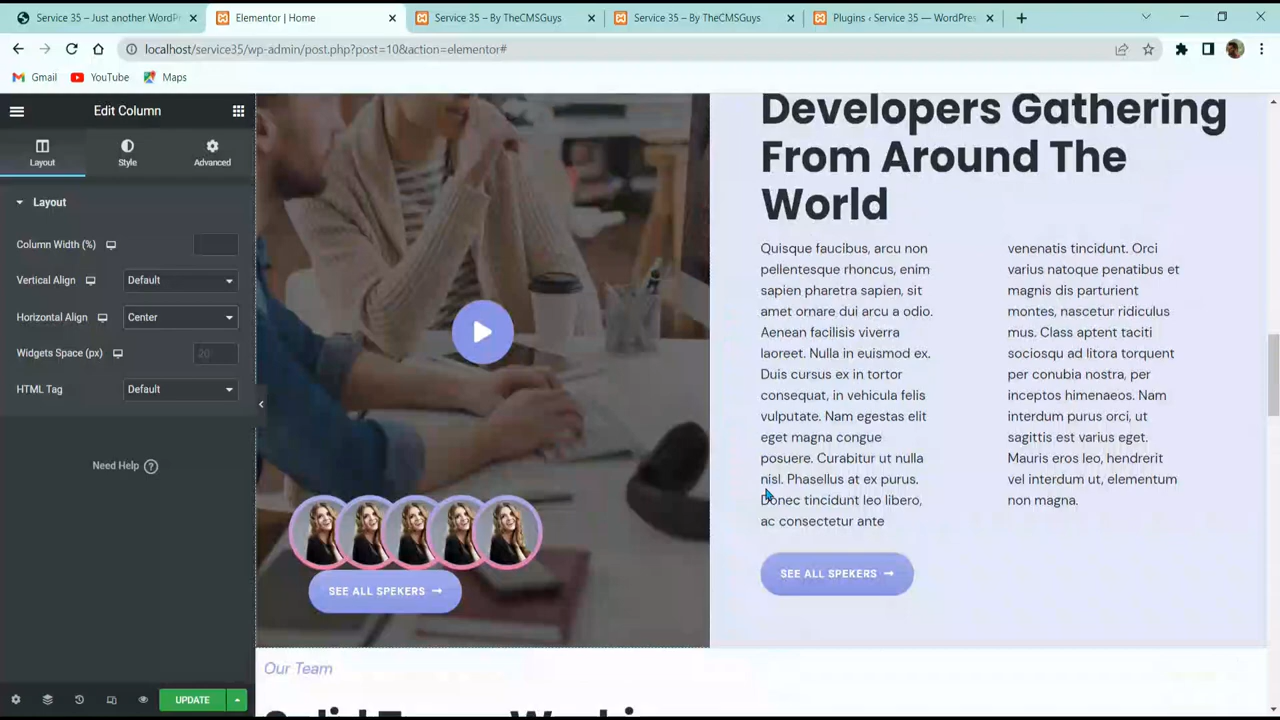 Service 35 – Just another WordPr
Elementor | Home
Service 35 – By TheCMSGuys
Service 35 – By TheCMSGuys
Plugins ‹ Service 35 — WordPres
localhost/service35/wp-admin/post.php?post=10&action=elementor#
Gmail
YouTube
Maps
Edit Column
Layout
Style
Advanced
Layout
Column Width (%)
Vertical Align
Default
Horizontal Align
Center
Widgets Space (px)
20
HTML Tag
Default
Need Help
UPDATE
SEE ALL SPEKERS
Developers Gathering
From Around The
World
Quisque faucibus, arcu non
pellentesque rhoncus, enim
sapien pharetra sapien, sit
amet ornare dui arcu a odio.
Aenean facilisis viverra
laoreet. Nulla in euismod ex.
Duis cursus ex in tortor
consequat, in vehicula felis
vulputate. Nam egestas elit
eget magna congue
posuere. Curabitur ut nulla
nisl. Phasellus at ex purus.
Donec tincidunt leo libero,
ac consectetur ante
venenatis tincidunt. Orci
varius natoque penatibus et
magnis dis parturient
montes, nascetur ridiculus
mus. Class aptent taciti
sociosqu ad litora torquent
per conubia nostra, per
inceptos himenaeos. Nam
interdum purus orci, ut
sagittis est varius eget.
Mauris eros leo, hendrerit
vel interdum ut, elementum
non magna.
SEE ALL SPEKERS
Our Team